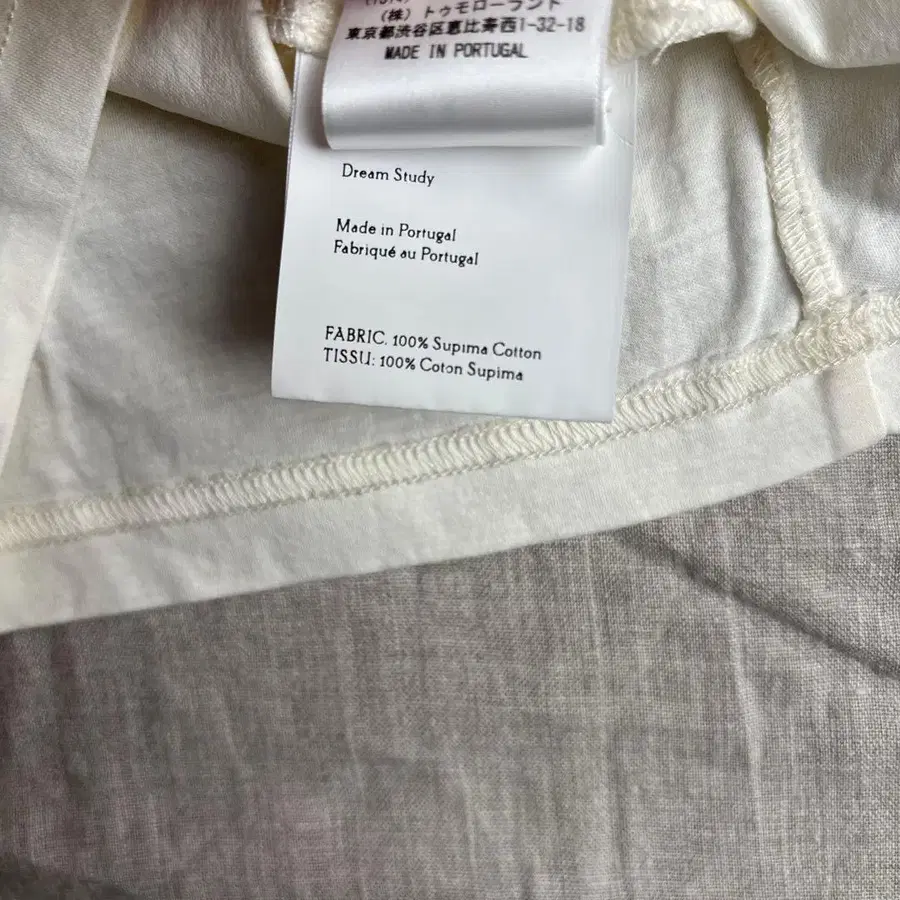 (株) トゥモローランド
東京都渋谷区恵比寿西1-32-18
MADE IN PORTUGAL
Dream Study
Made in Portugal
Fabriqué au Portugal
FABRIC. 100% Supima Cotton
TISSU: 100% Coton Supima